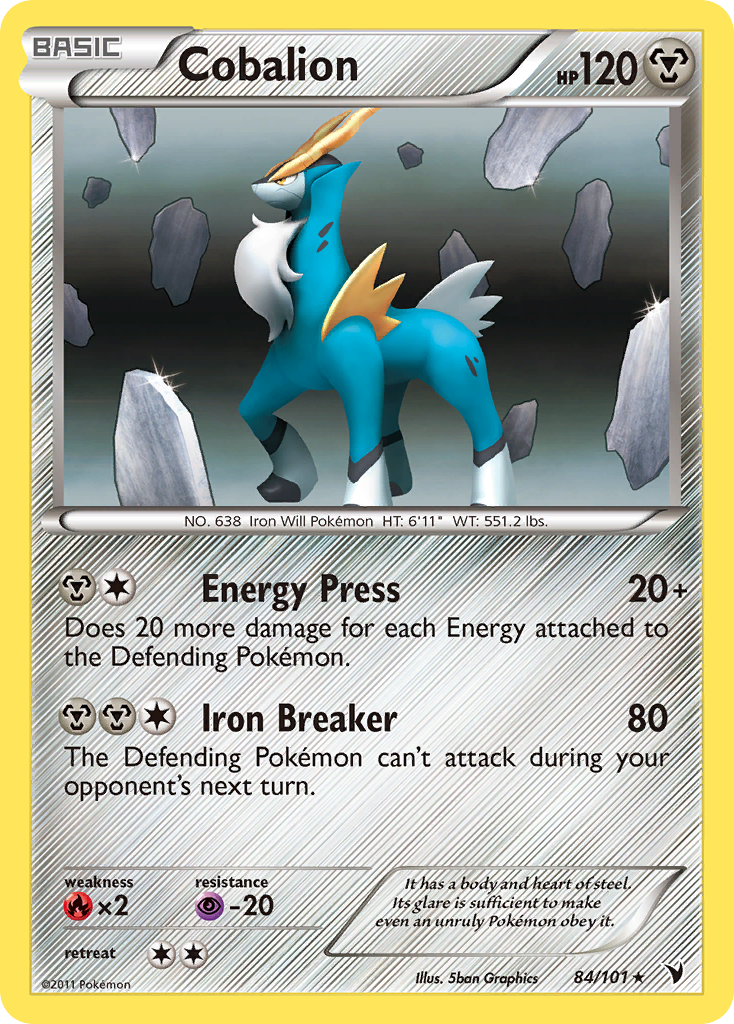 BASIC Cobalion HP120
NO. 638 Iron Will Pokémon HT: 6'11" WT: 551.2 lbs.
Energy Press 20+
Does 20 more damage for each Energy attached to
the Defending Pokémon.
Iron Breaker 80
The Defending Pokémon can't attack during your
opponent's next turn.
weakness resistance
×2 -20
retreat
It has a body and heart of steel.
Its glare is sufficient to make
even an unruly Pokémon obey it.
©2011 Pokémon Illus. 5ban Graphics 84/101★